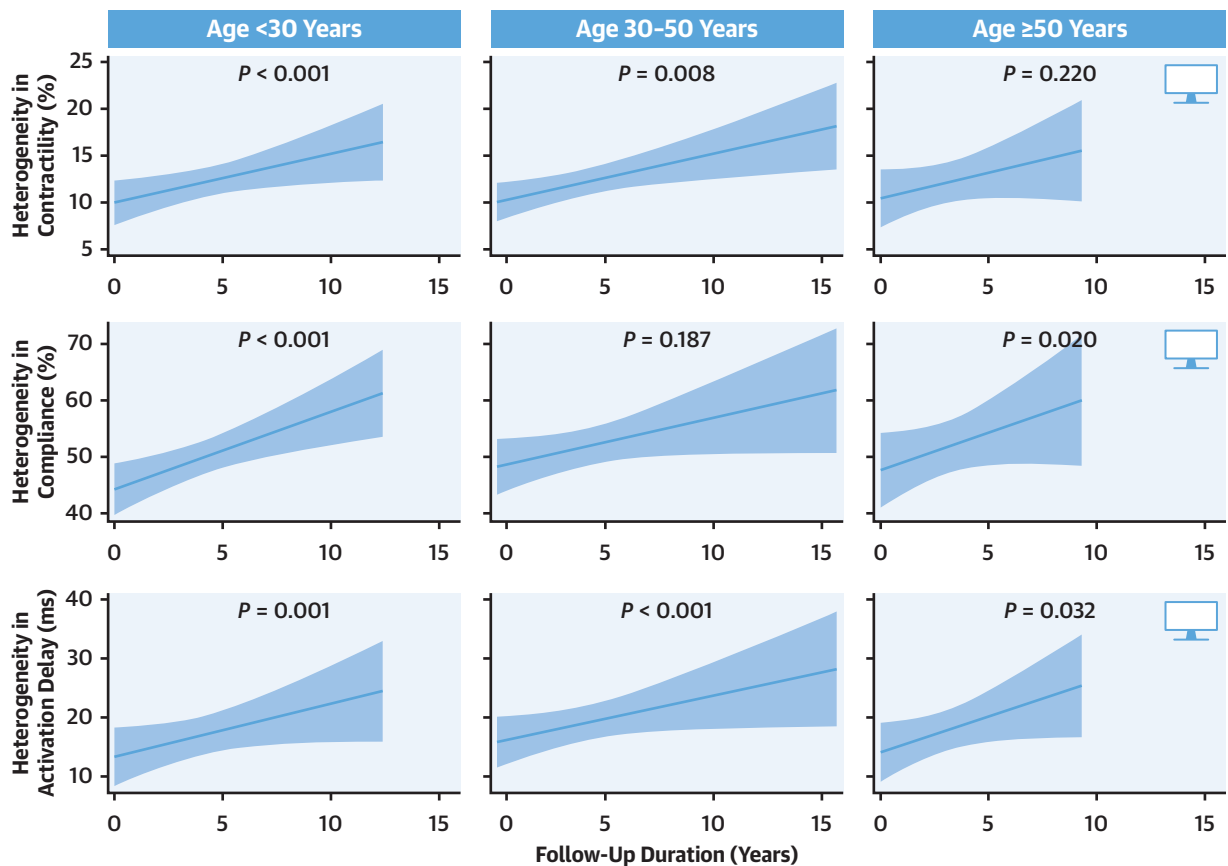 Age <30 Years
Age 30–50 Years
Age ≥50 Years
Heterogeneity in
Contractility (%)
25
20
15
10
5
P < 0.001
P = 0.008
P = 0.220
0 5 10 15
0 5 10 15
0 5 10 15
Heterogeneity in
Compliance (%)
70
60
50
40
P < 0.001
P = 0.187
P = 0.020
0 5 10 15
0 5 10 15
0 5 10 15
Heterogeneity in
Activation Delay (ms)
40
30
20
10
P = 0.001
P < 0.001
P = 0.032
0 5 10 15
0 5 10 15
0 5 10 15
Follow-Up Duration (Years)